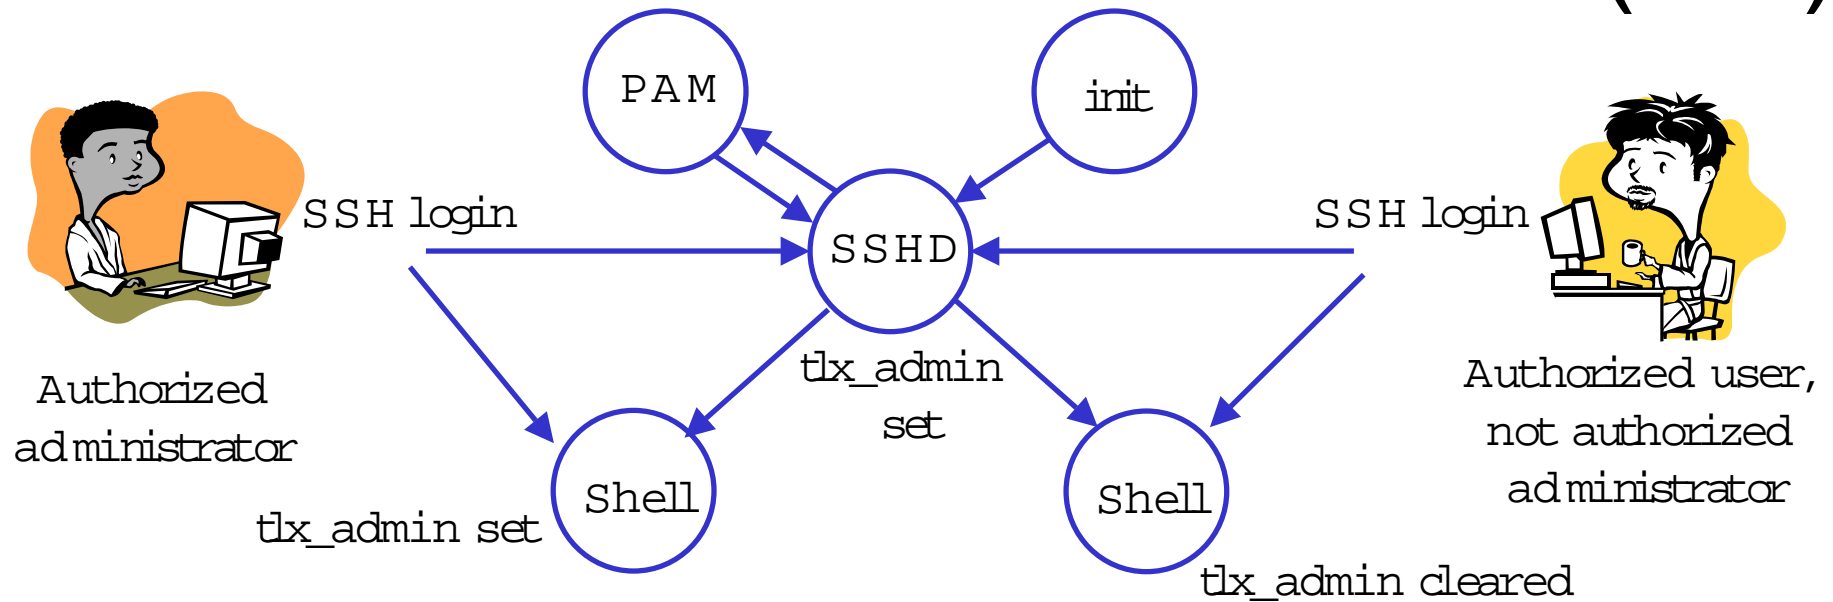 PAM
init
SSH login
SSHD
SSH login
tlx_admin
set
Authorized
administrator
Authorized user,
not authorized
administrator
Shell
tlx_admin set
Shell
tlx_admin cleared